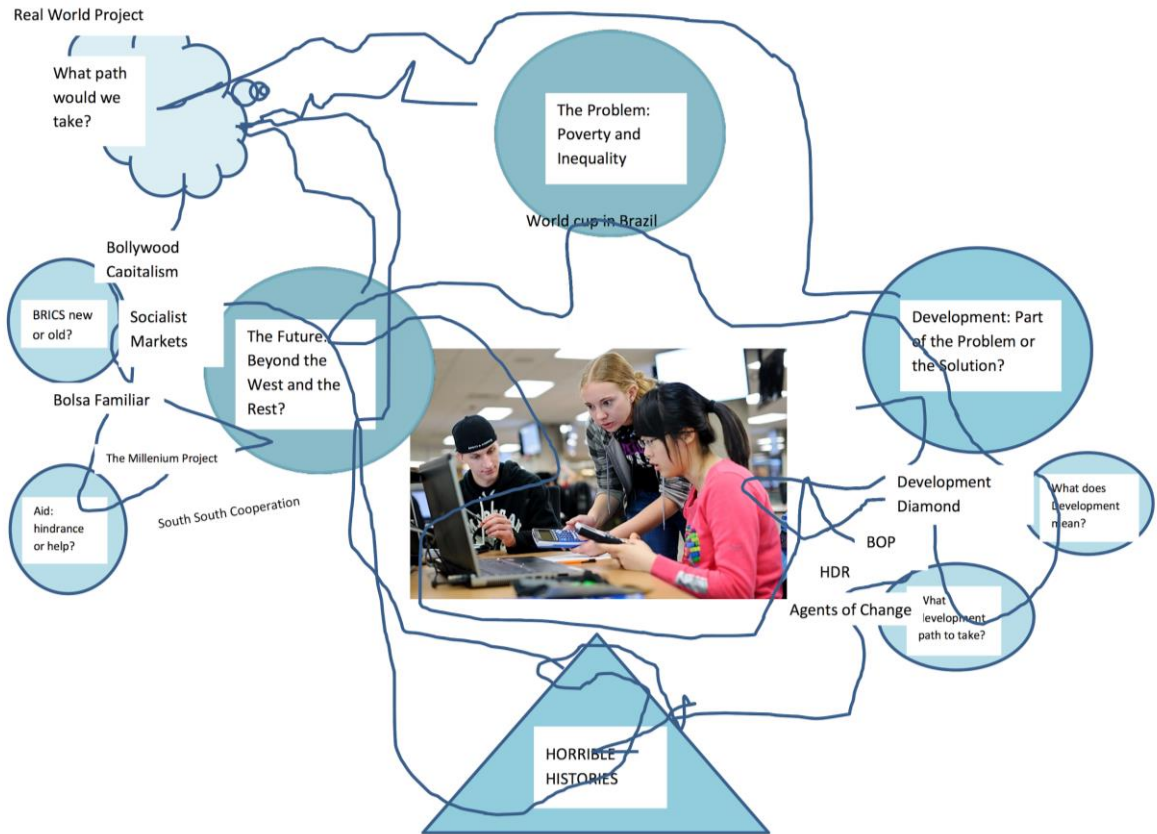 Real World Project
What path
would we
take?
The Problem:
Poverty and
Inequality
World cup in Brazil
Bollywood
Capitalism
BRICS new
or old?
Socialist
Markets
The Future:
Beyond the
West and the
Rest?
Development: Part
of the Problem or
the Solution?
Bolsa Familiar
The Millenium Project
Aid:
hindrance
or help?
South South Cooperation
Development
Diamond
What does
Development
mean?
BOP
HDR
Agents of Change
What
development
path to take?
HORRIBLE
HISTORIES